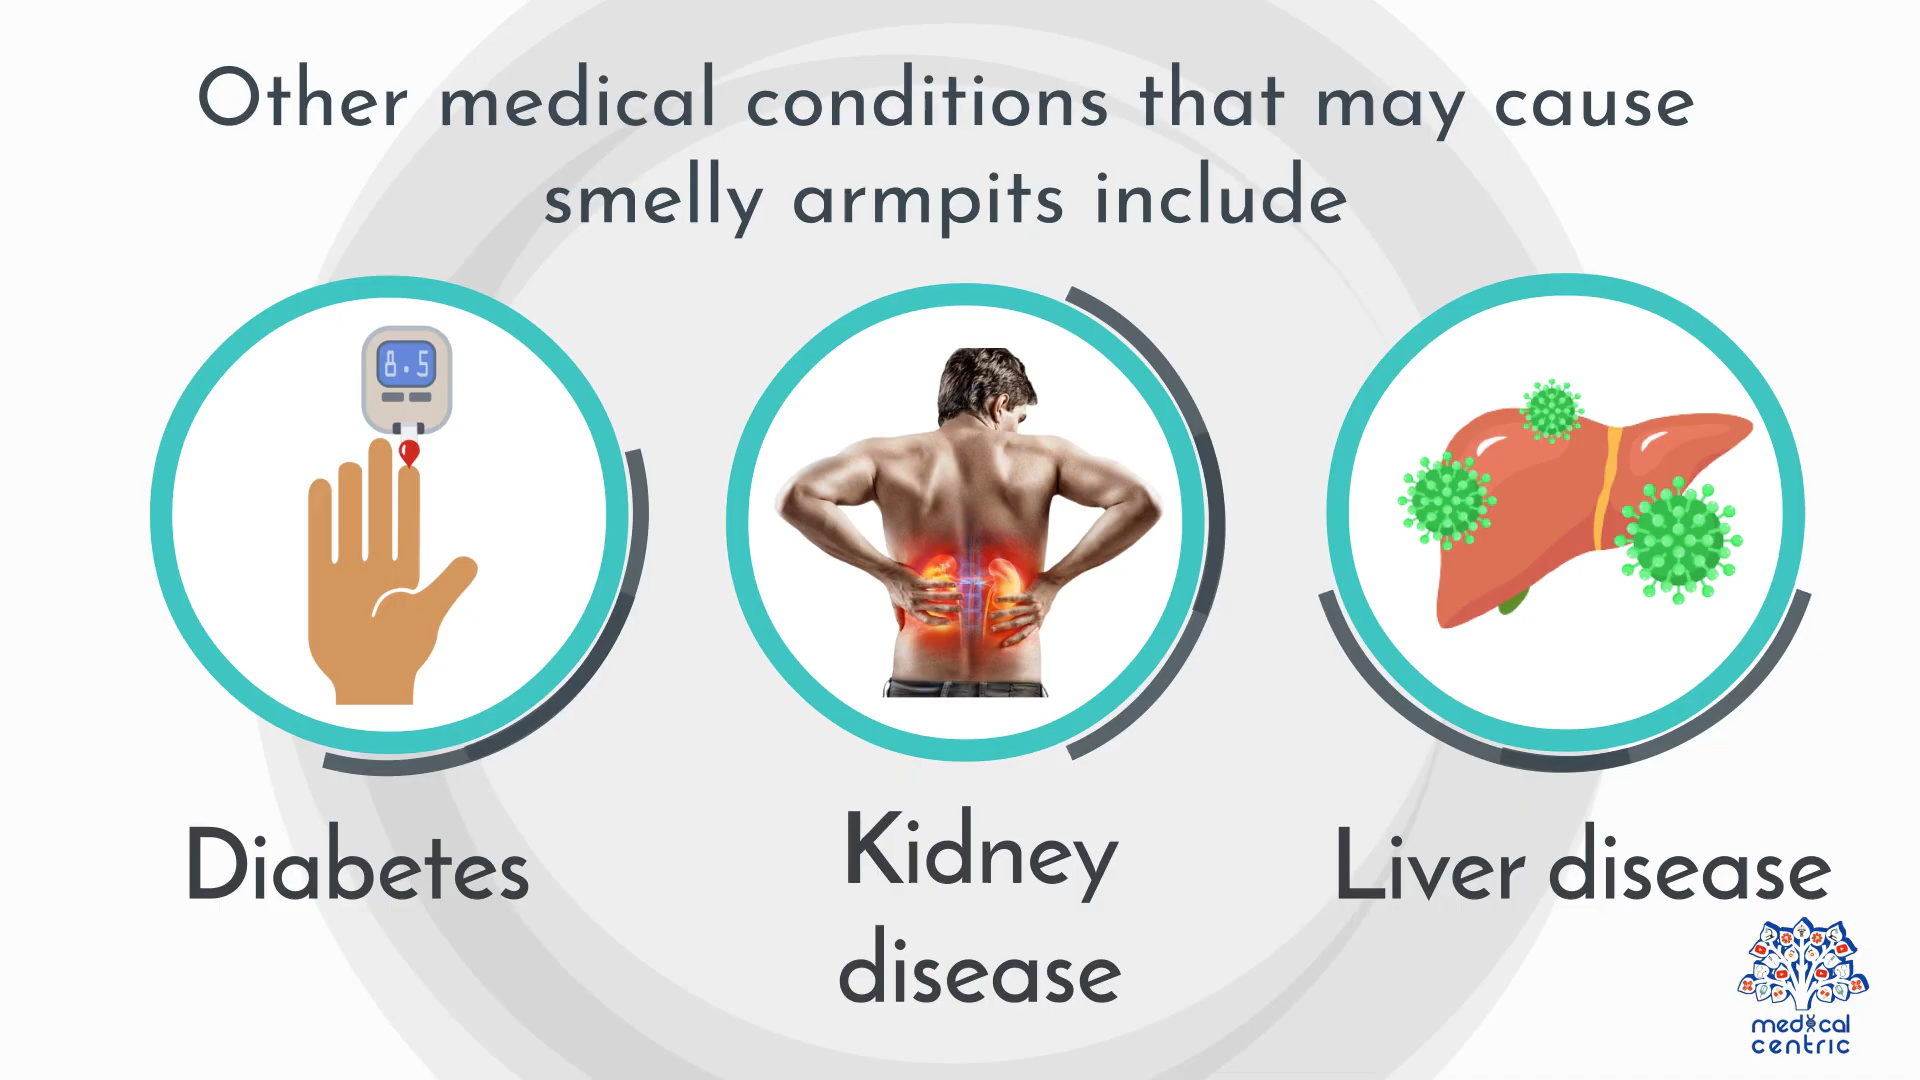 Other medical conditions that may cause
smelly armpits include
8.5
Diabetes
Kidney
disease
Liver disease
medical
centric